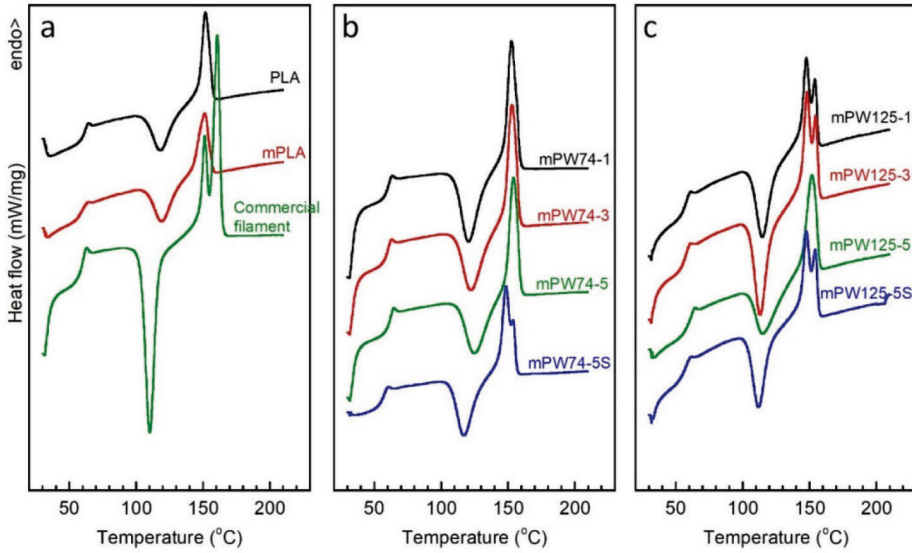 a
b
c
endo>
Heat flow (mW/mg)
PLA
mPLA
Commercial
filament
mPW74-1
mPW74-3
mPW74-5
mPW74-5S
mPW125-1
mPW125-3
mPW125-5
mPW125-5S
50 100 150 200
50 100 150 200
50 100 150 200
Temperature (°C)
Temperature (°C)
Temperature (°C)